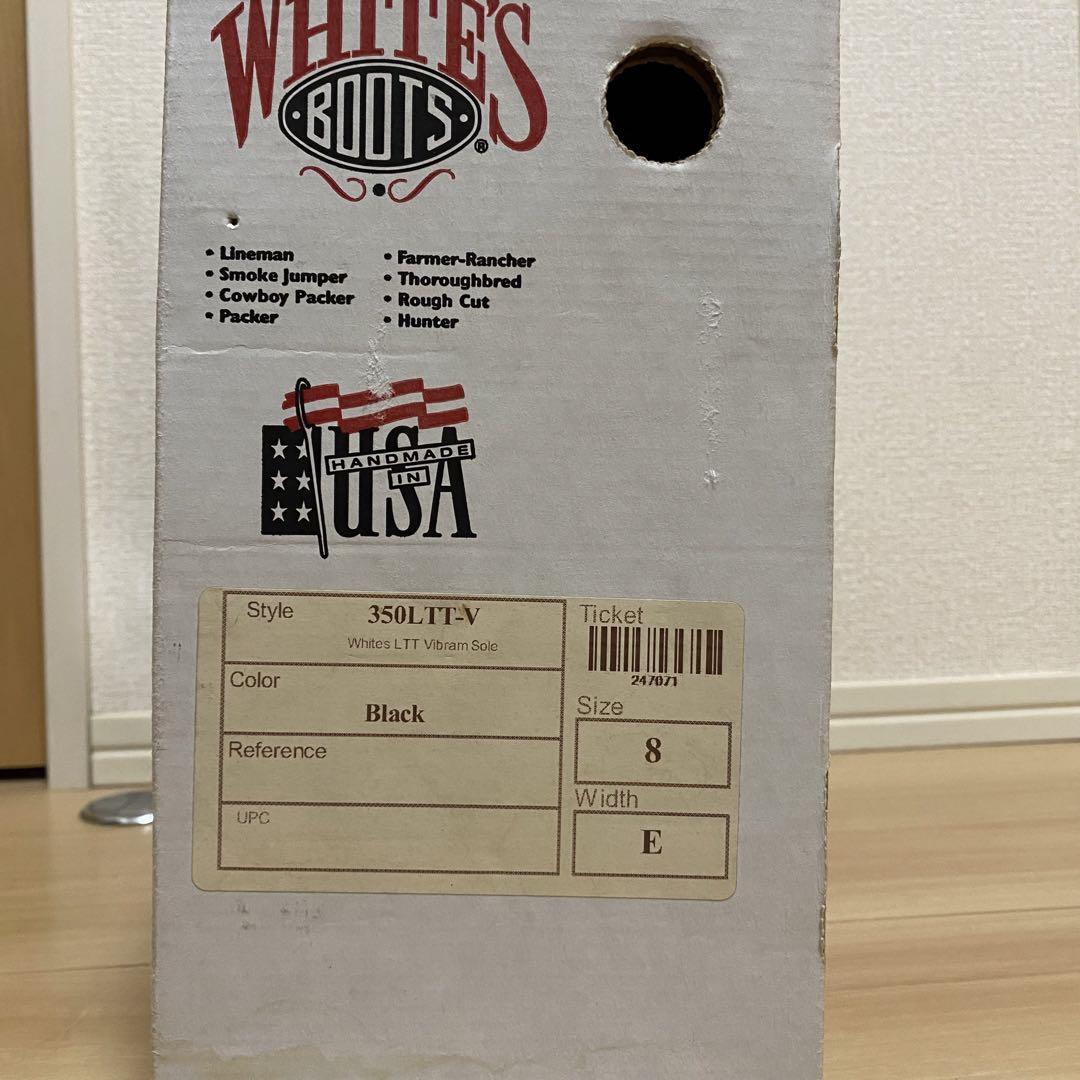 WHITE'S
BOOTS®
• Lineman
• Smoke Jumper
• Cowboy Packer
• Packer
• Farmer-Rancher
• Thoroughbred
• Rough Cut
• Hunter
HANDMADE
IN
USA
Style 350LTT-V
Whites LTT Vibram Sole
Color
Black
Reference
UPC
Ticket
247071
Size
8
Width
E